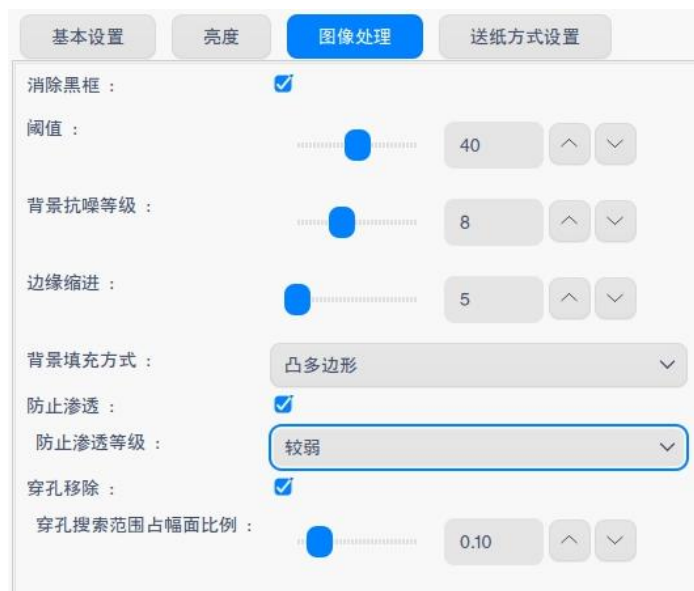 基本设置 亮度 图像处理 送纸方式设置
消除黑框 :
阈值 :
40
背景抗噪等级 :
8
边缘缩进 :
5
背景填充方式 : 凸多边形
防止渗透 :
防止渗透等级 : 较弱
穿孔移除 :
穿孔搜索范围占幅面比例 :
0.10